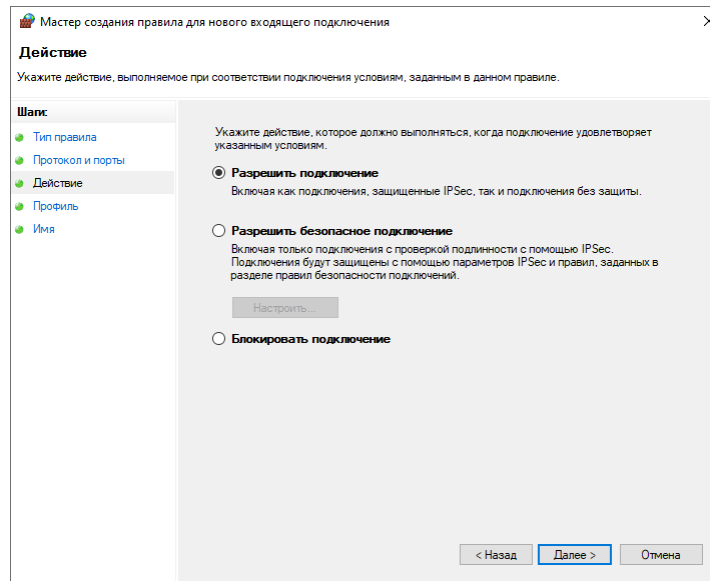 Мастер создания правила для нового входящего подключения
Действие
Укажите действие, выполняемое при соответствии подключения условиям, заданным в данном правиле.
Шаги:
Тип правила
Протокол и порты
Действие
Профиль
Имя
Укажите действие, которое должно выполняться, когда подключение удовлетворяет
указанным условиям.
Разрешить подключение
Включая как подключения, защищенные IPSec, так и подключения без защиты.
Разрешить безопасное подключение
Включая только подключения с проверкой подлинности с помощью IPSec.
Подключения будут защищены с помощью параметров IPSec и правил, заданных в
разделе правил безопасности подключений.
Настроить...
Блокировать подключение
< Назад
Далее >
Отмена